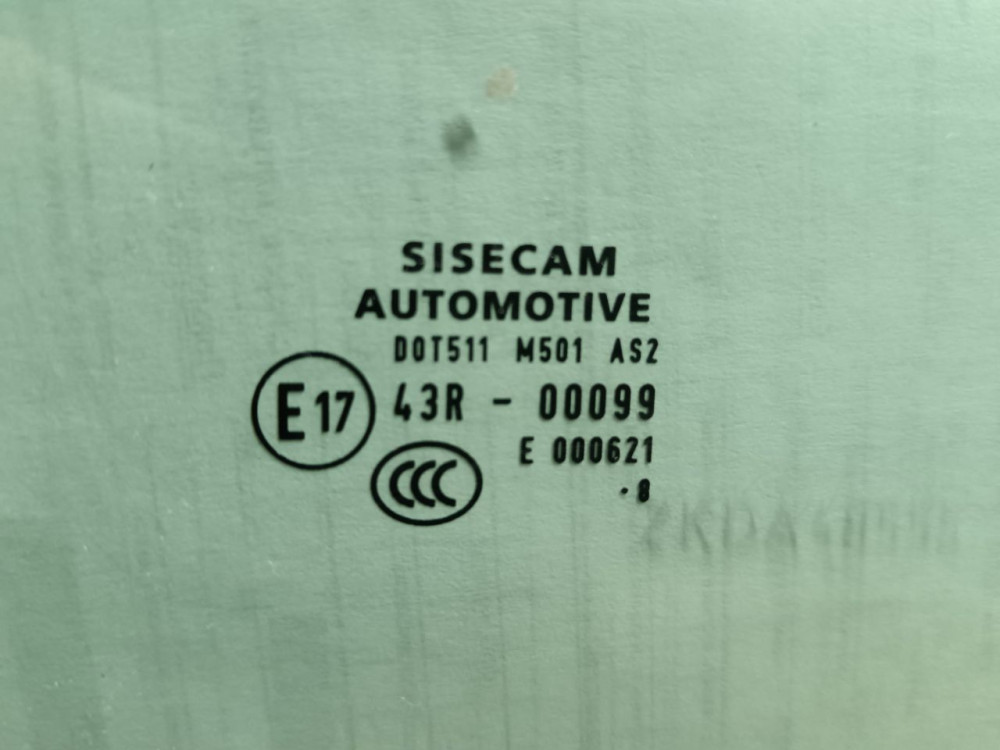 SISECAM
AUTOMOTIVE
DOT511 M501 AS2
E17 43R - 00099
CCC E 000621
·8